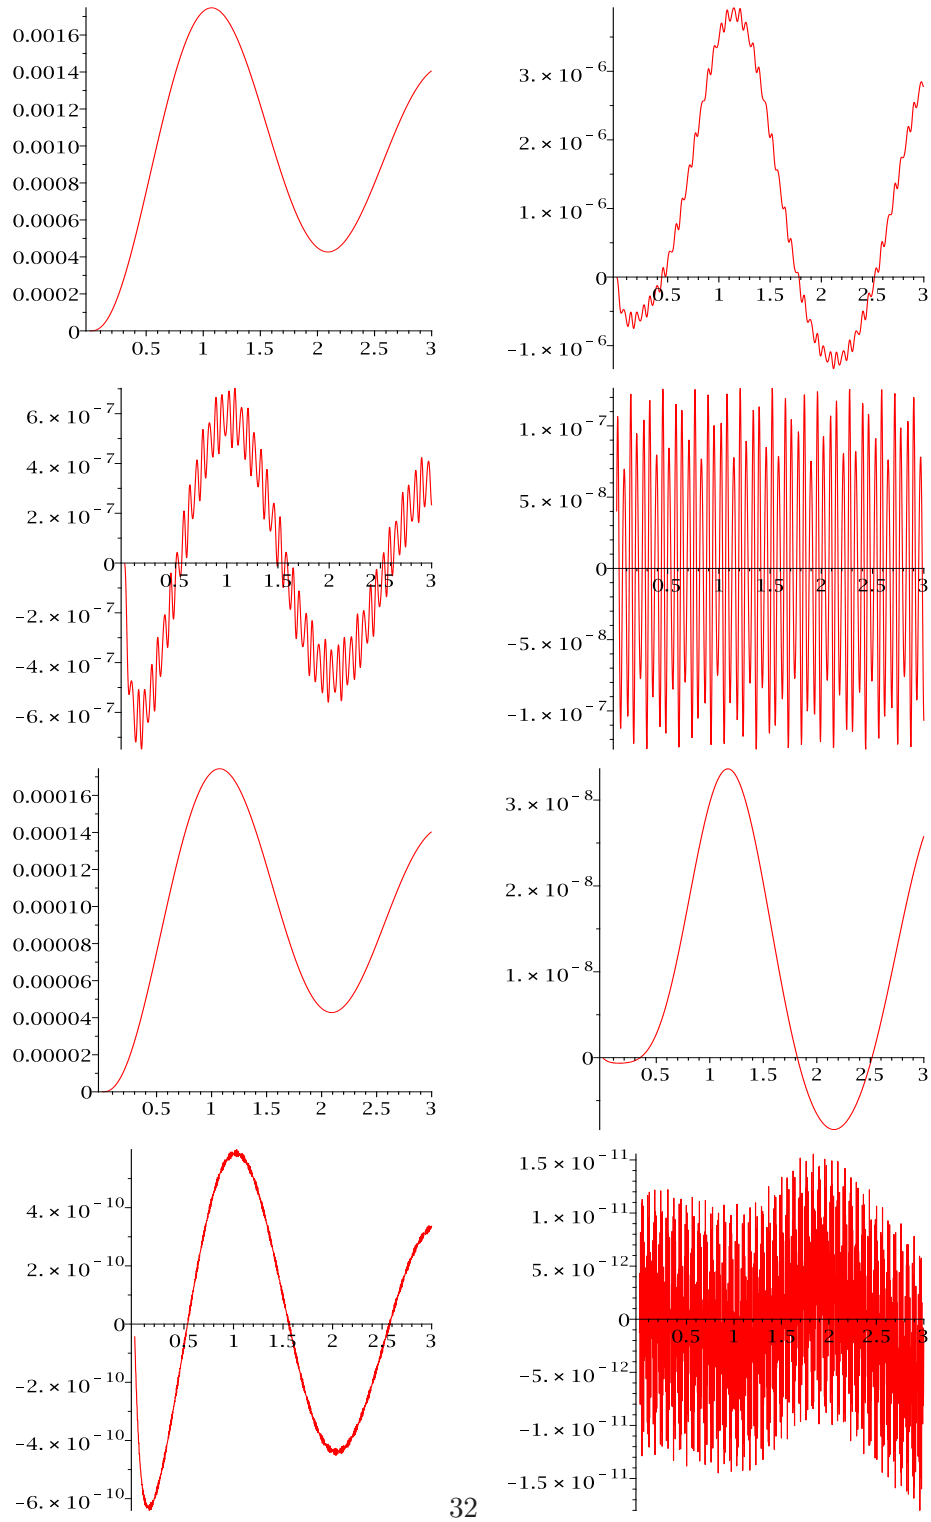 0.0016
0.0014
0.0012
0.0010
0.0008
0.0006
0.0004
0.0002
0
0.5 1 1.5 2 2.5 3
3. × 10⁻⁶
2. × 10⁻⁶
1. × 10⁻⁶
0
0.5 1 1.5 2 2.5 3
-1. × 10⁻⁶
6. × 10⁻⁷
4. × 10⁻⁷
2. × 10⁻⁷
0
0.5 1 1.5 2 2.5 3
-2. × 10⁻⁷
-4. × 10⁻⁷
-6. × 10⁻⁷
1. × 10⁻⁷
5. × 10⁻⁸
0
0.5 1 1.5 2 2.5 3
-5. × 10⁻⁸
-1. × 10⁻⁷
0.00016
0.00014
0.00012
0.00010
0.00008
0.00006
0.00004
0.00002
0
0.5 1 1.5 2 2.5 3
3. × 10⁻⁸
2. × 10⁻⁸
1. × 10⁻⁸
0
0.5 1 1.5 2 2.5 3
4. × 10⁻¹⁰
2. × 10⁻¹⁰
0
0.5 1 1.5 2 2.5 3
-2. × 10⁻¹⁰
-4. × 10⁻¹⁰
-6. × 10⁻¹⁰
1.5 × 10⁻¹¹
1. × 10⁻¹¹
5. × 10⁻¹²
0
0.5 1 1.5 2 2.5 3
-5. × 10⁻¹²
-1. × 10⁻¹¹
-1.5 × 10⁻¹¹
32